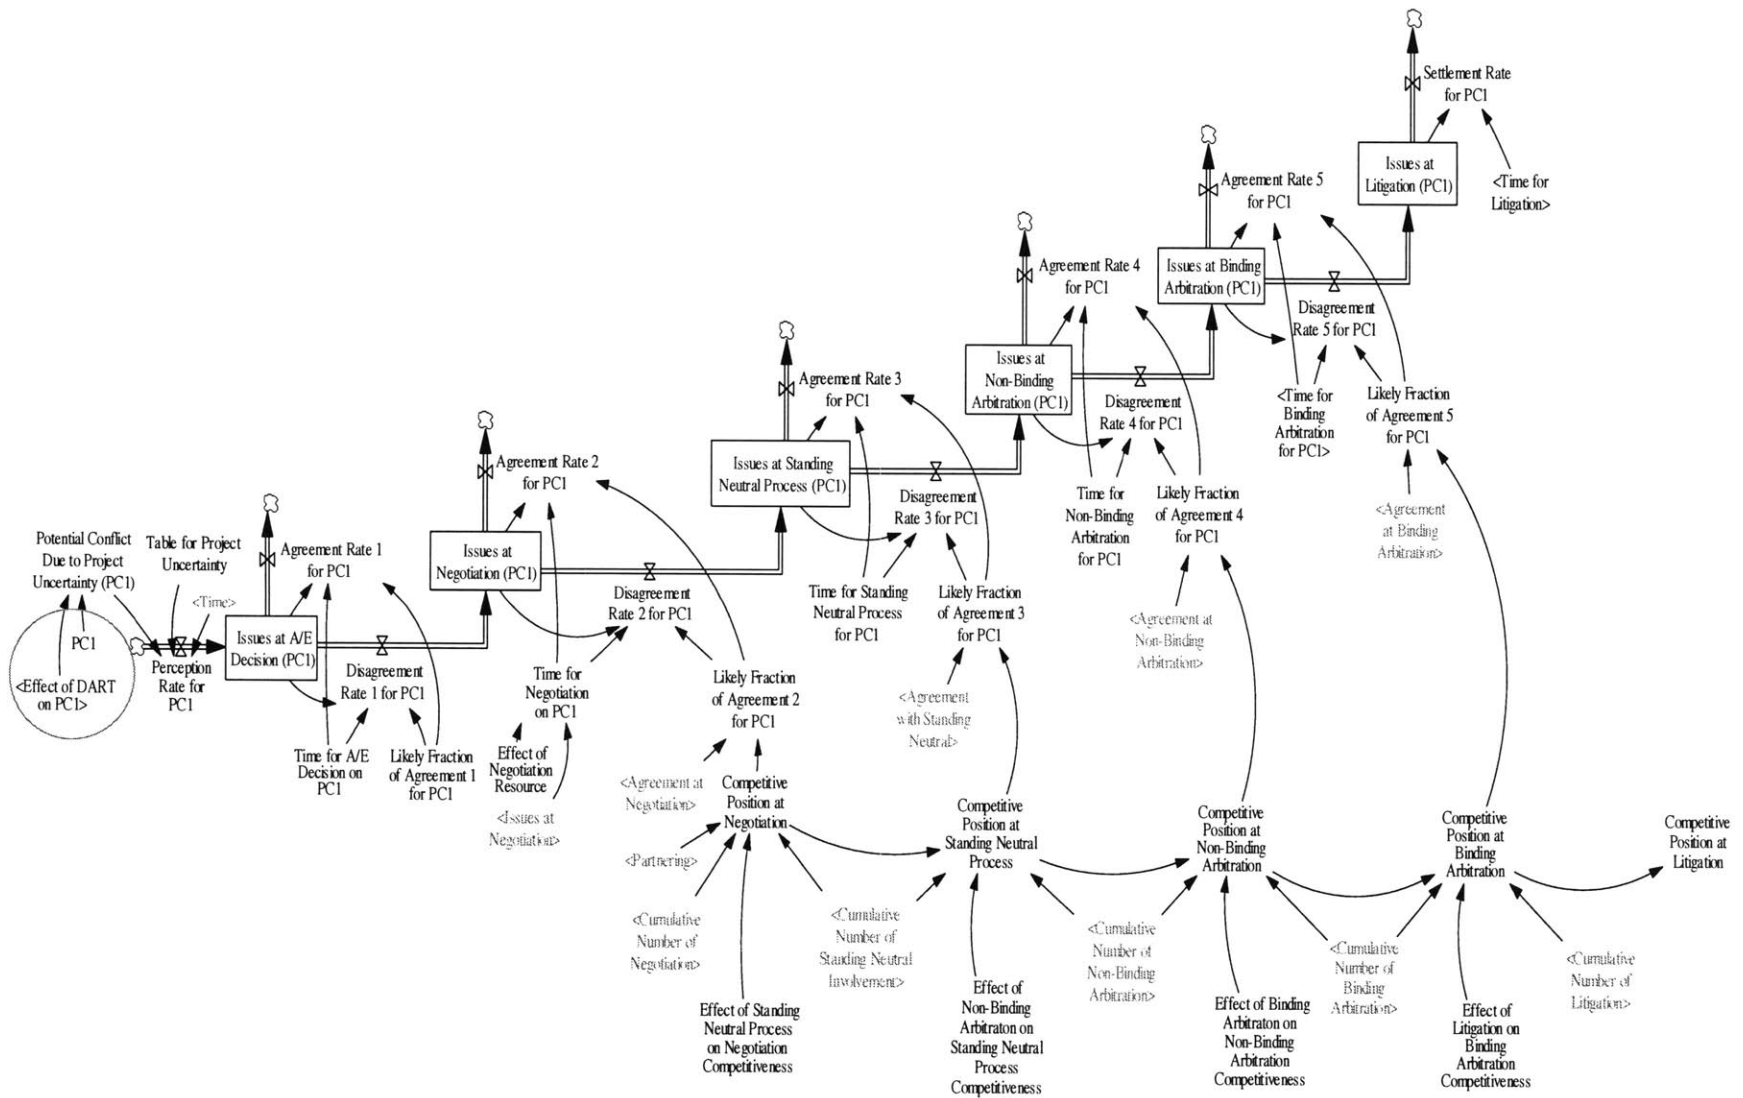 Settlement Rate
for PC1
Issues at
Litigation (PC1)
<Time for
Litigation>
Agreement Rate 5
for PC1
Issues at Binding
Arbitration (PC1)
Disagreement
Rate 5 for PC1
<Time for
Binding
Arbitration
for PC1>
Likely Fraction
of Agreement 5
for PC1
<Agreement
at Binding
Arbitration>
Agreement Rate 4
for PC1
Issues at
Non-Binding
Arbitration (PC1)
Disagreement
Rate 4 for PC1
Time for
Non-Binding
Arbitration
for PC1
Likely Fraction
of Agreement 4
for PC1
<Agreement at
Non-Binding
Arbitration>
Agreement Rate 3
for PC1
Issues at Standing
Neutral Process (PC1)
Disagreement
Rate 3 for PC1
Time for Standing
Neutral Process
for PC1
Likely Fraction
of Agreement 3
for PC1
<Agreement
with Standing
Neutral>
Agreement Rate 2
for PC1
Issues at
Negotiation (PC1)
Disagreement
Rate 2 for PC1
Time for
Negotiation
on PC1
Effect of
Negotiation
Resource
<Issues at
Negotiation>
Likely Fraction
of Agreement 2
for PC1
<Agreement at
Negotiation>
Potential Conflict
Due to Project
Uncertainty (PC1)
Table for Project
Uncertainty
<Time>
PC1
<Effect of DART
on PC1>
Perception
Rate for
PC1
Agreement Rate 1
for PC1
Issues at A/E
Decision (PC1)
Disagreement
Rate 1 for PC1
Time for A/E
Decision on
PC1
Likely Fraction
of Agreement 1
for PC1
Competitive
Position at
Negotiation
<Partnering>
<Cumulative
Number of
Negotiation>
Effect of Standing
Neutral Process
on Negotiation
Competitiveness
<Cumulative
Number of
Standing Neutral
Involvement>
Competitive
Position at
Standing Neutral
Process
Effect of
Non-Binding
Arbitraton on
Standing Neutral
Process
Competitiveness
<Cumulative
Number of
Non-Binding
Arbitration>
Competitive
Position at
Non-Binding
Arbitration
Effect of Binding
Arbitraton on
Non-Binding
Arbitration
Competitiveness
<Cumulative
Number of
Binding
Arbitration>
Competitive
Position at
Binding
Arbitration
Effect of
Litigation on
Binding
Arbitration
Competitiveness
<Cumulative
Number of
Litigation>
Competitive
Position at
Litigation